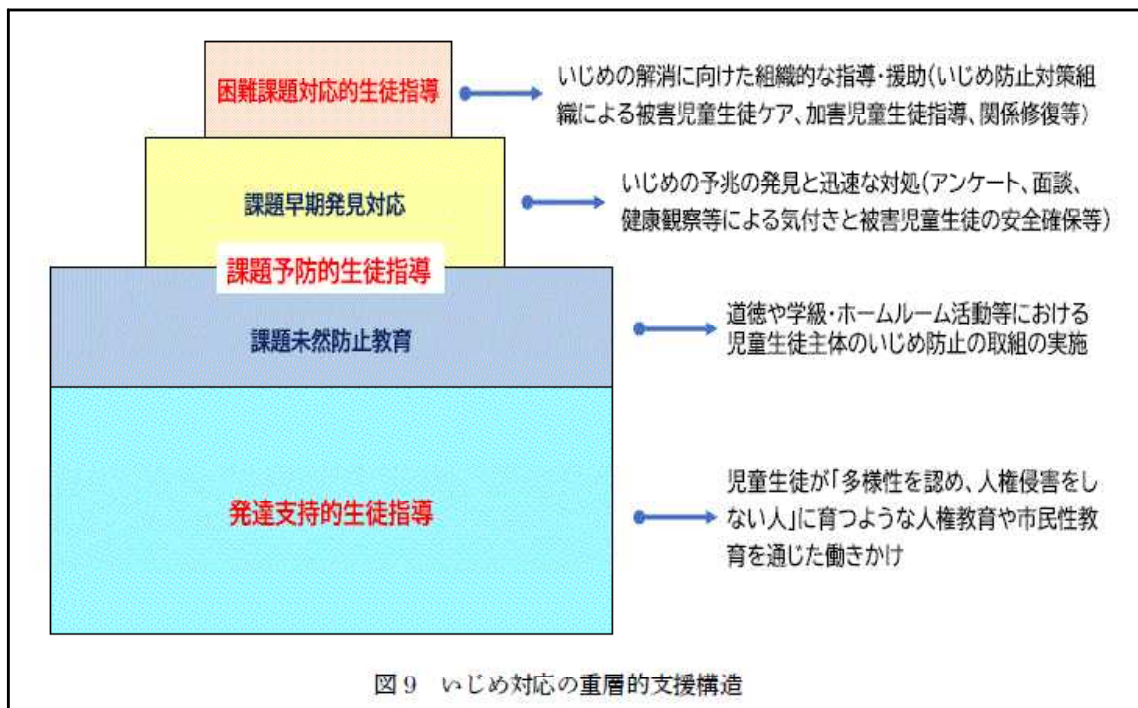 困難課題対応的生徒指導
いじめの解消に向けた組織的な指導・援助(いじめ防止対策組
織による被害児童生徒ケア、加害児童生徒指導、関係修復等)
課題早期発見対応
いじめの予兆の発見と迅速な対処(アンケート、面談、
健康観察等による気付きと被害児童生徒の安全確保等)
課題予防的生徒指導
課題未然防止教育
道徳や学級・ホームルーム活動等における
児童生徒主体のいじめ防止の取組の実施
発達支持的生徒指導
児童生徒が「多様性を認め、人権侵害をし
ない人」に育つような人権教育や市民性教
育を通じた働きかけ
図9 いじめ対応の重層的支援構造